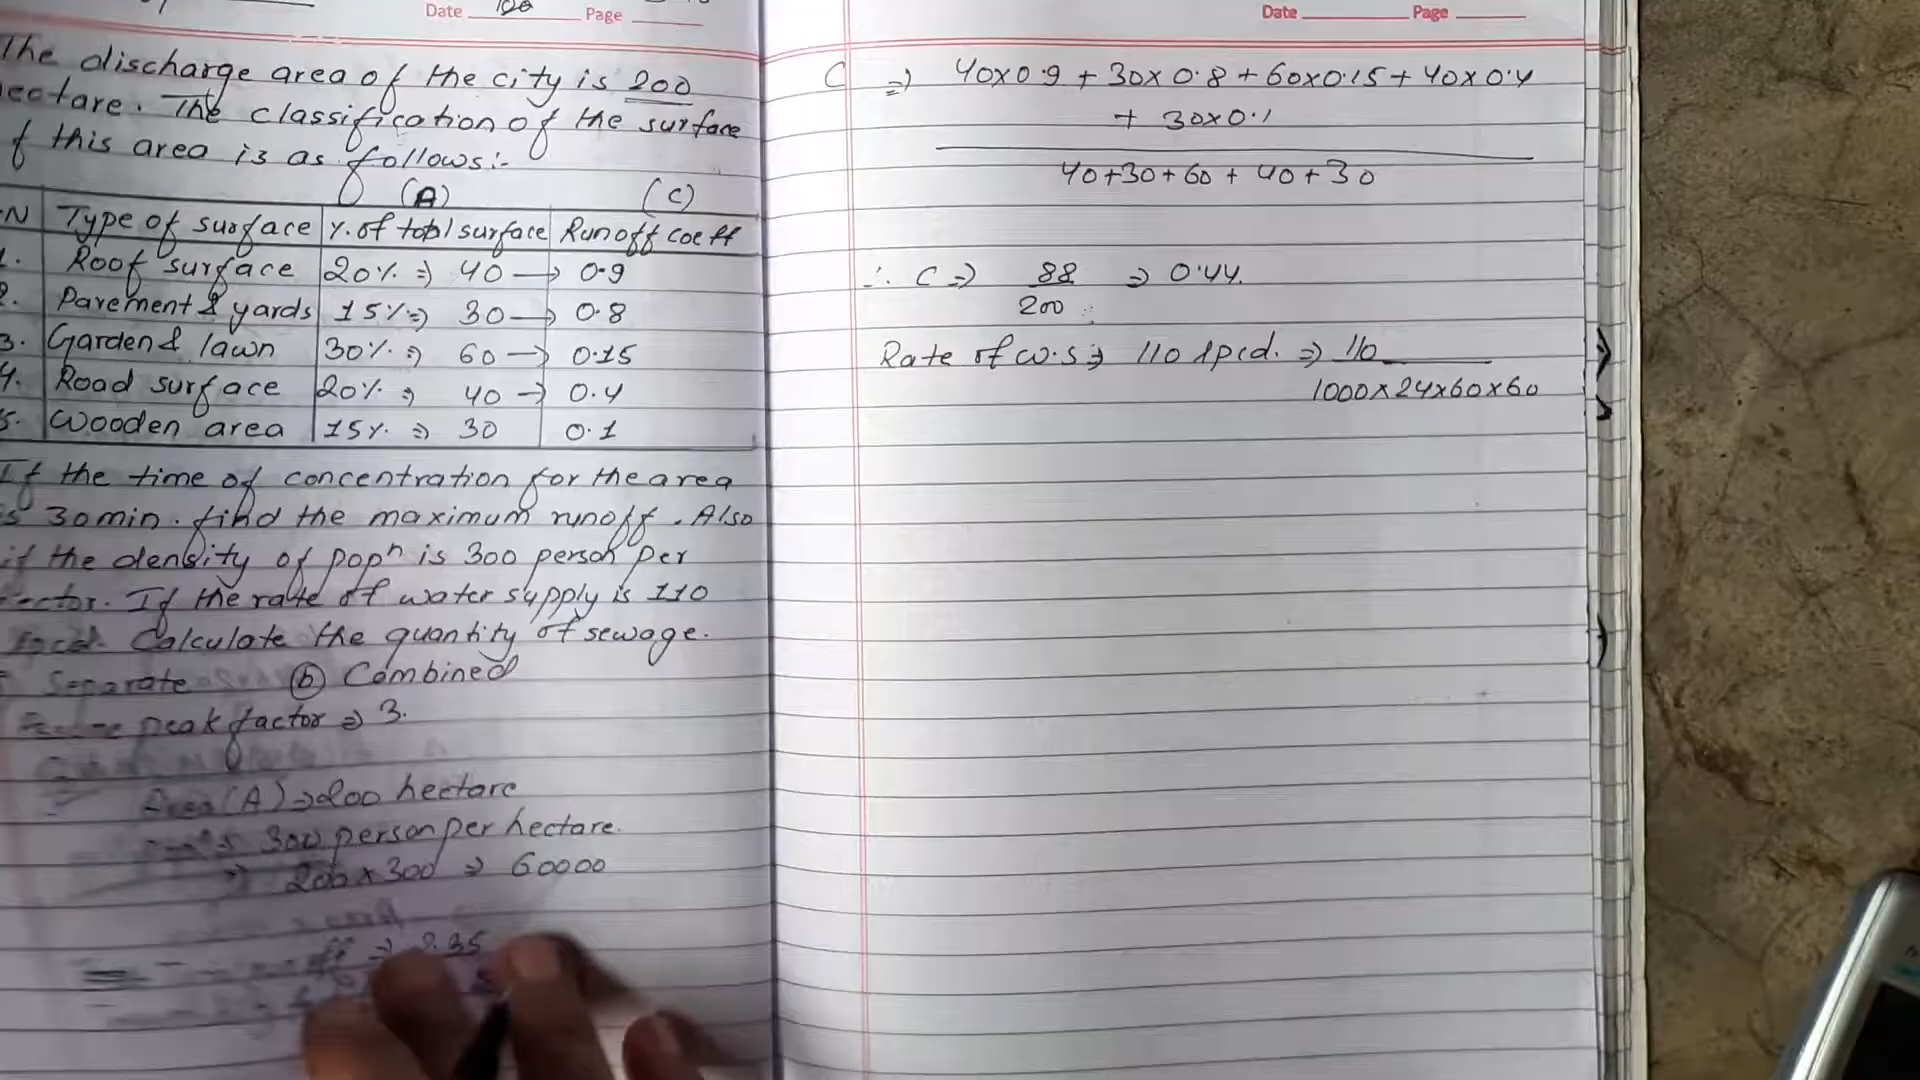 Date Page
The discharge area of the city is 200
hectare. The classification of the surface
of this area is as follows:-
(A) (C)
N Type of surface %. of total surface Runoff coeff
1. Roof surface 20% ⇒ 40 → 0.9
2. Pavement & yards 15% ⇒ 30 → 0.8
3. Garden & lawn 30% ⇒ 60 → 0.15
4. Road surface 20% ⇒ 40 → 0.4
5. Wooden area 15% ⇒ 30 0.1
If the time of concentration for the area
is 30 min. find the maximum runoff. Also
if the density of popⁿ is 300 person per
hector. If the rate of water supply is 110
lpcd. Calculate the quantity of sewage.
Separate (b) Combined
peak factor ⇒ 3.
Area (A) ⇒ 200 hectare
300 person per hectare.
⇒ 200 x 300 ⇒ 60000
Date Page
C ⇒ 40x0.9 + 30x0.8 + 60x0.15 + 40x0.4
+ 30x0.1
40+30+60+40+30
∴ C ⇒ 88 ⇒ 0.44.
200
Rate of w.s ⇒ 110 lpcd. ⇒ 110
1000x24x60x60